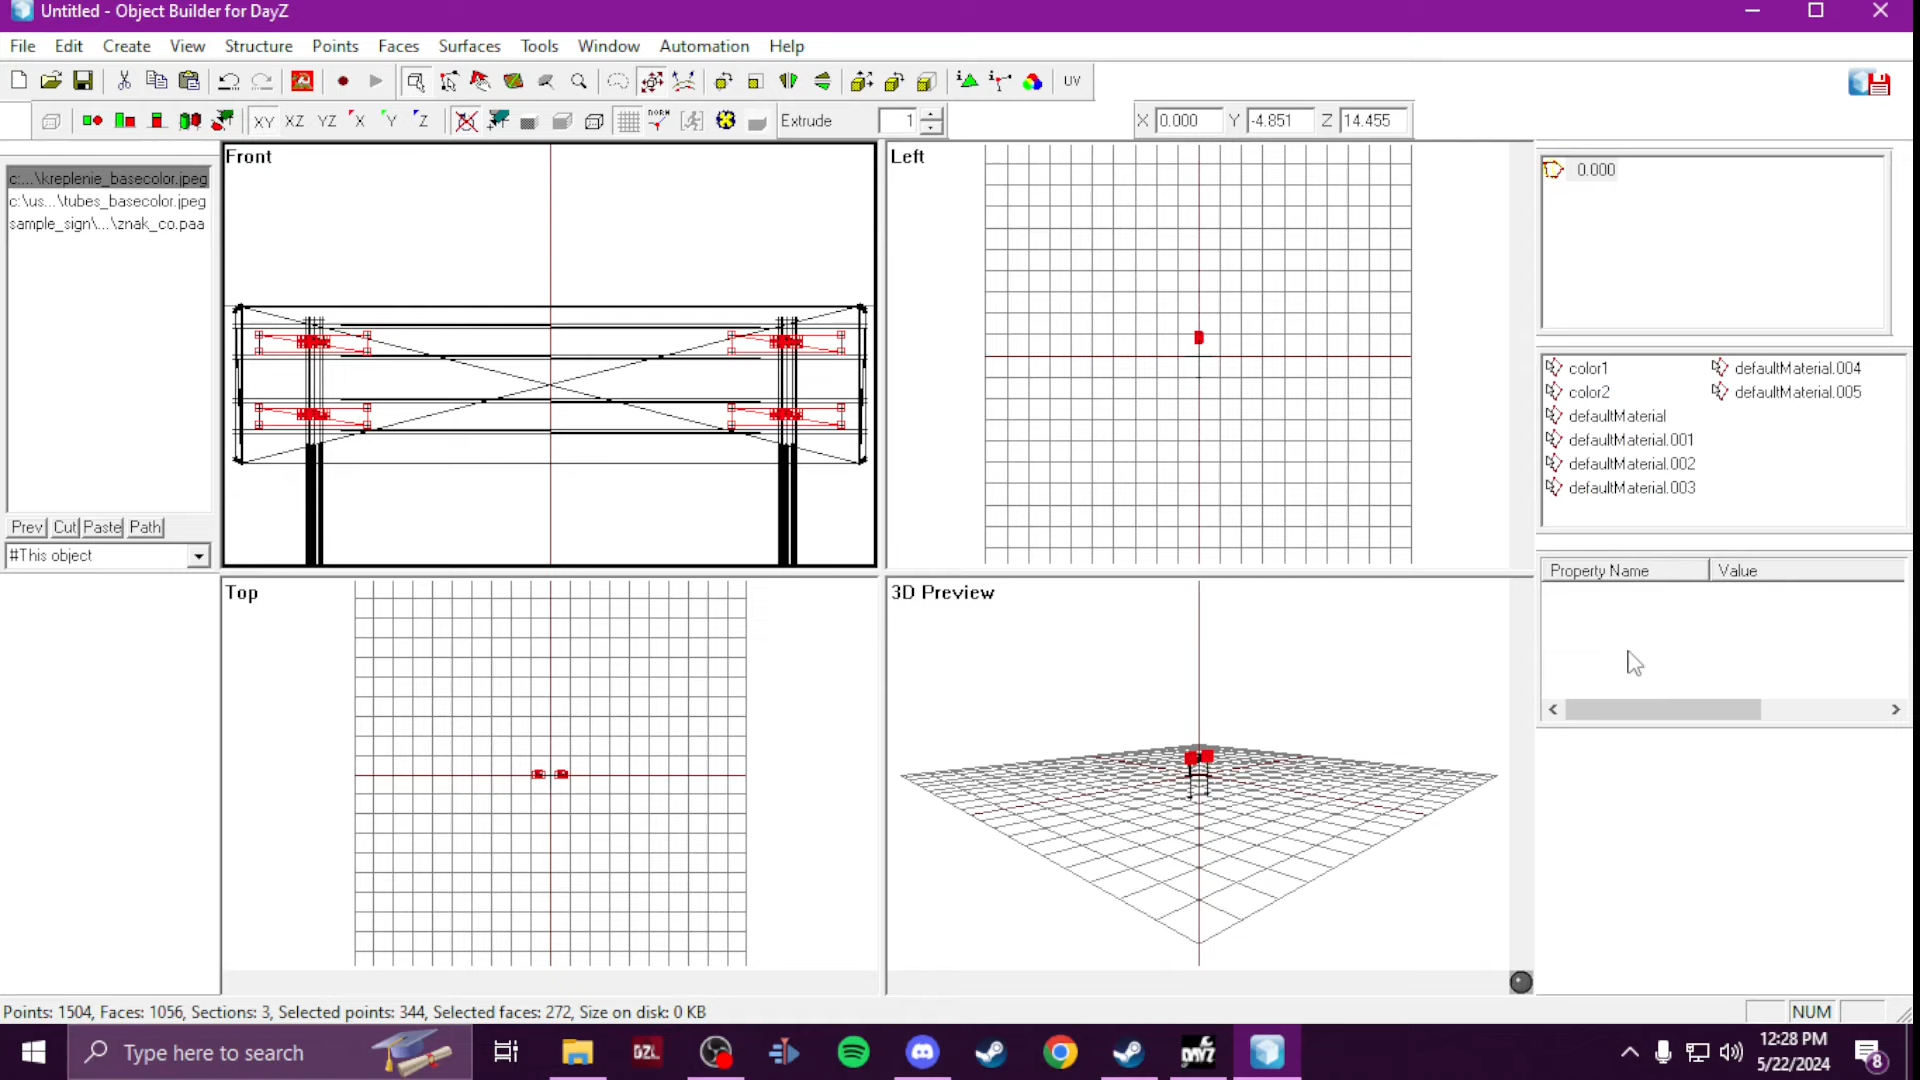 Untitled - Object Builder for DayZ
File Edit Create View Structure Points Faces Surfaces Tools Window Automation Help
UV
XY XZ YZ X Y Z
NORM
Extrude 1
X 0.000 Y -4.851 Z 14.455
c:...\kreplenie_basecolor.jpeg
c:\us...\tubes_basecolor.jpeg
sample_sign\...\znak_co.paa
Prev Cut Paste Path
#This object
Front
Left
Top
3D Preview
0.000
color1
color2
defaultMaterial
defaultMaterial.001
defaultMaterial.002
defaultMaterial.003
defaultMaterial.004
defaultMaterial.005
Property Name Value
Points: 1504, Faces: 1056, Sections: 3, Selected points: 344, Selected faces: 272, Size on disk: 0 KB
NUM
Type here to search
DZL
DAYZ
12:28 PM
5/22/2024
8